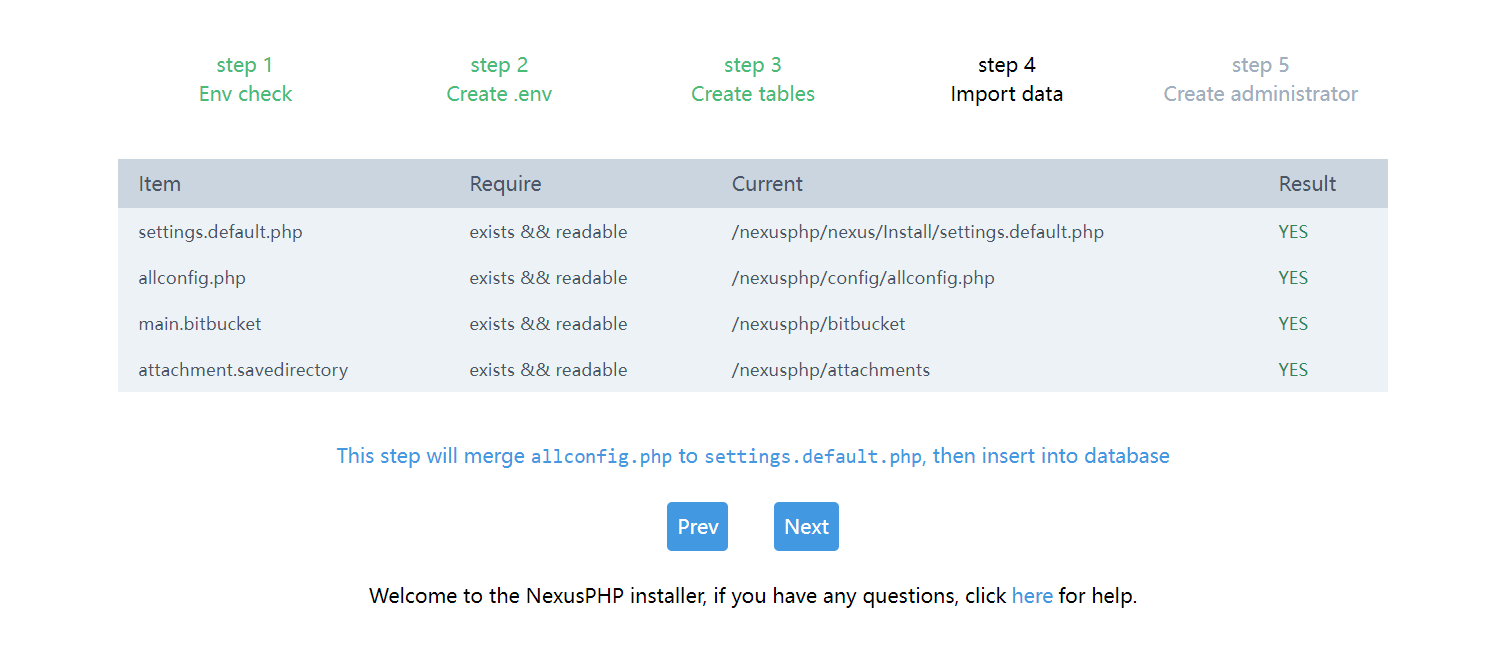 step 1 step 2 step 3 step 4 step 5
Env check Create .env Create tables Import data Create administrator
Item Require Current Result
settings.default.php exists && readable /nexusphp/nexus/Install/settings.default.php YES
allconfig.php exists && readable /nexusphp/config/allconfig.php YES
main.bitbucket exists && readable /nexusphp/bitbucket YES
attachment.savedirectory exists && readable /nexusphp/attachments YES
This step will merge allconfig.php to settings.default.php, then insert into database
Prev Next
Welcome to the NexusPHP installer, if you have any questions, click here for help.